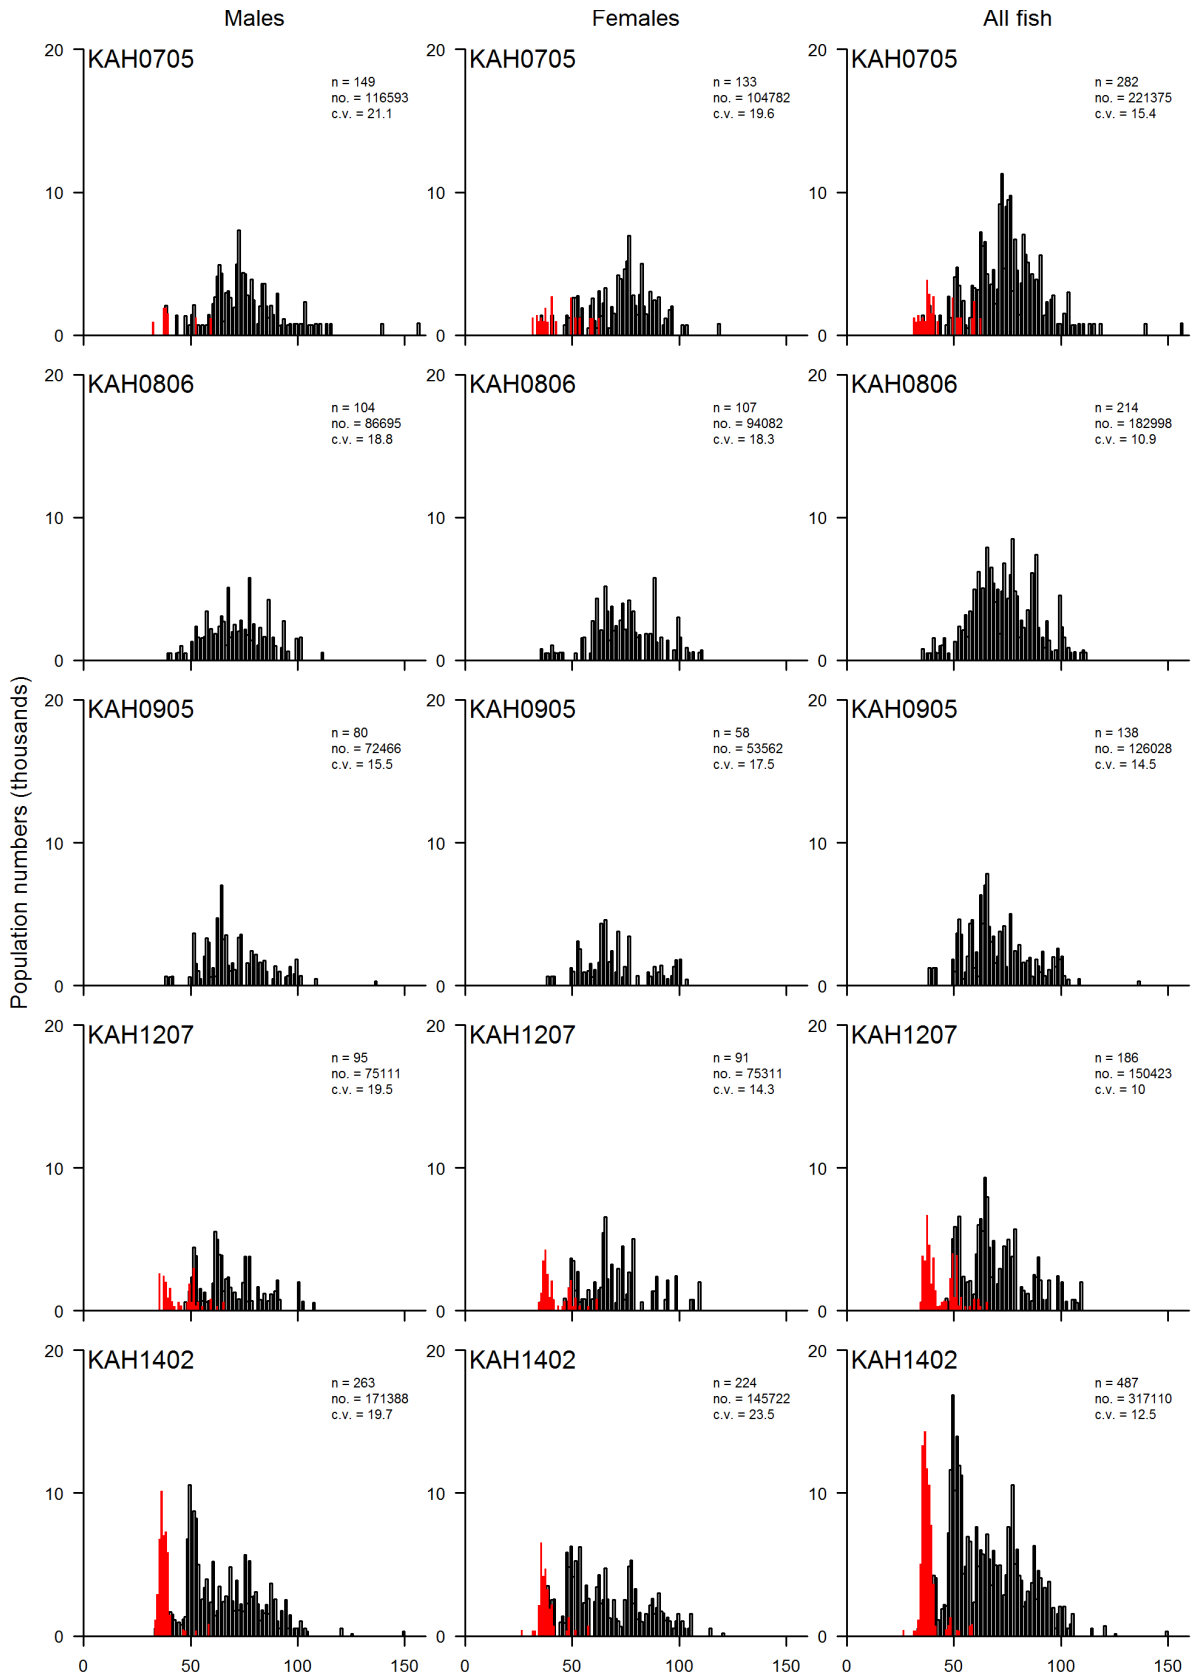 Males Females All fish
KAH0705 KAH0705 KAH0705
n = 149 n = 133 n = 282
no. = 116593 no. = 104782 no. = 221375
c.v. = 21.1 c.v. = 19.6 c.v. = 15.4
20 20 20
10 10 10
0 0 0
KAH0806 KAH0806 KAH0806
n = 104 n = 107 n = 214
no. = 86695 no. = 94082 no. = 182998
c.v. = 18.8 c.v. = 18.3 c.v. = 10.9
20 20 20
10 10 10
0 0 0
Population numbers (thousands)
KAH0905 KAH0905 KAH0905
n = 80 n = 58 n = 138
no. = 72466 no. = 53562 no. = 126028
c.v. = 15.5 c.v. = 17.5 c.v. = 14.5
20 20 20
10 10 10
0 0 0
KAH1207 KAH1207 KAH1207
n = 95 n = 91 n = 186
no. = 75111 no. = 75311 no. = 150423
c.v. = 19.5 c.v. = 14.3 c.v. = 10
20 20 20
10 10 10
0 0 0
KAH1402 KAH1402 KAH1402
n = 263 n = 224 n = 487
no. = 171388 no. = 145722 no. = 317110
c.v. = 19.7 c.v. = 23.5 c.v. = 12.5
20 20 20
10 10 10
0 0 0
0 50 100 150 0 50 100 150 0 50 100 150